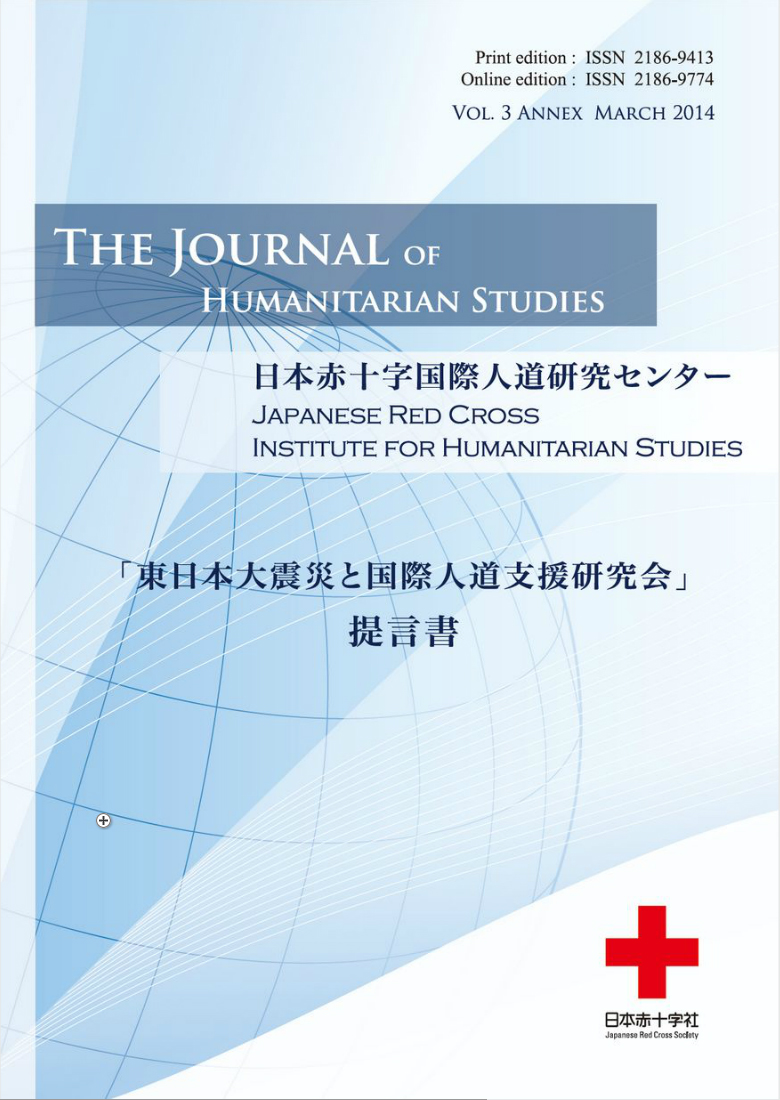 Print edition : ISSN 2186-9413
Online edition : ISSN 2186-9774
VOL. 3 ANNEX MARCH 2014
THE JOURNAL OF
HUMANITARIAN STUDIES
日本赤十字国際人道研究センター
JAPANESE RED CROSS
INSTITUTE FOR HUMANITARIAN STUDIES
「東日本大震災と国際人道支援研究会」
提言書
日本赤十字社
Japanese Red Cross Society